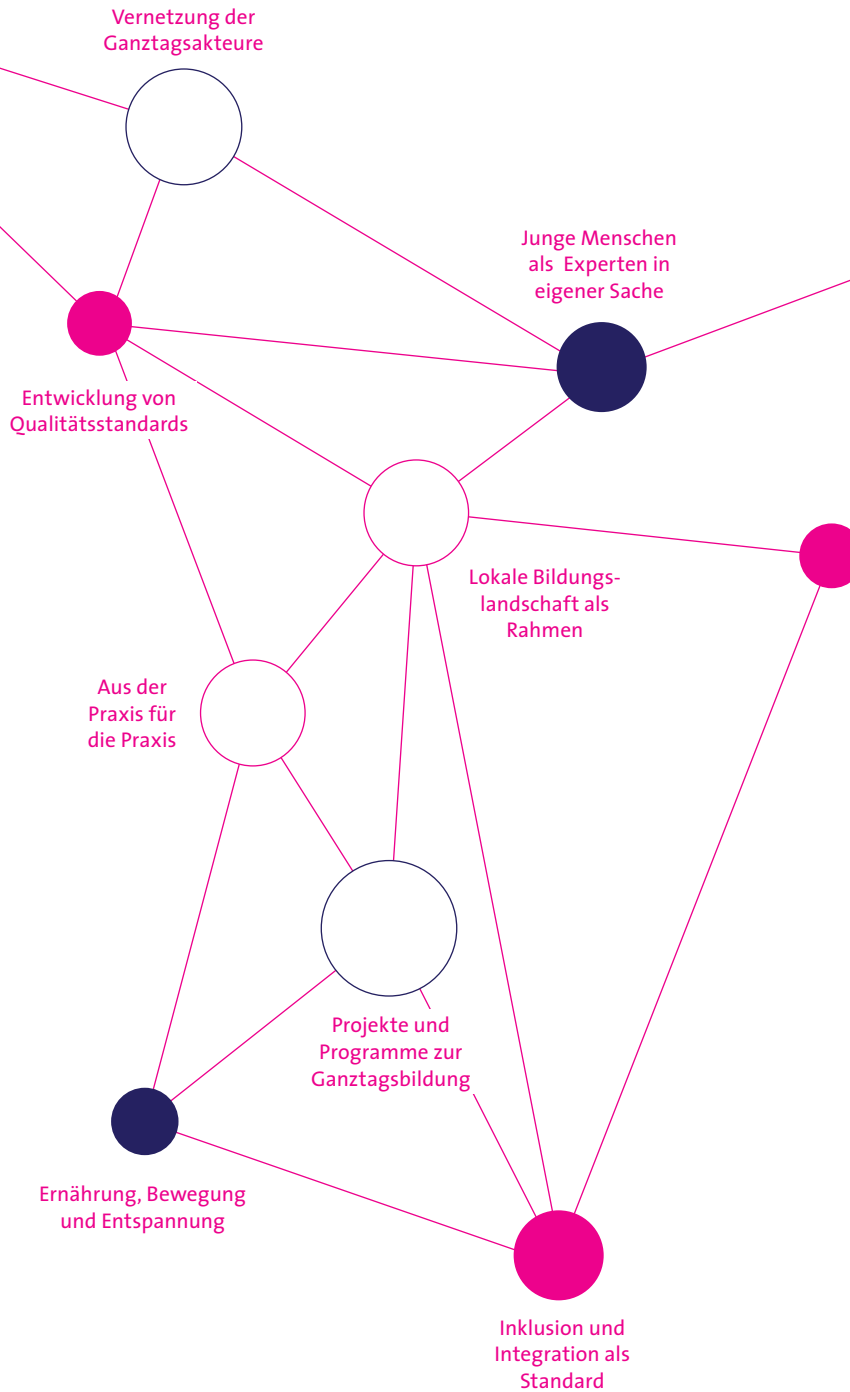 Vernetzung der
Ganztagsakteure
Junge Menschen
als Experten in
eigener Sache
Entwicklung von
Qualitätsstandards
Lokale Bildungs-
landschaft als
Rahmen
Aus der
Praxis für
die Praxis
Projekte und
Programme zur
Ganztagsbildung
Ernährung, Bewegung
und Entspannung
Inklusion und
Integration als
Standard